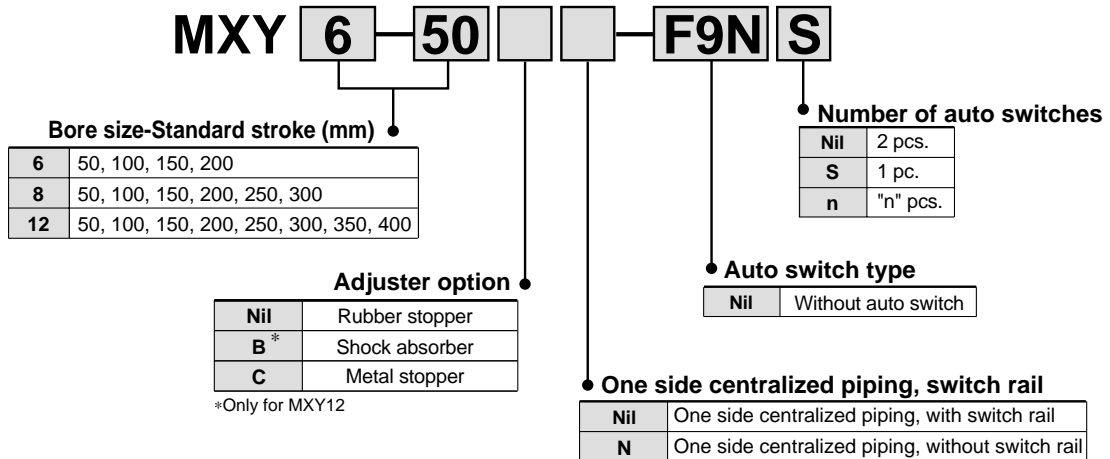 MXY 6-50 - F9N S
Bore size-Standard stroke (mm)
6 50, 100, 150, 200
8 50, 100, 150, 200, 250, 300
12 50, 100, 150, 200, 250, 300, 350, 400
Number of auto switches
Nil 2 pcs.
S 1 pc.
n "n" pcs.
Auto switch type
Nil Without auto switch
Adjuster option
Nil Rubber stopper
B* Shock absorber
C Metal stopper
*Only for MXY12
One side centralized piping, switch rail
Nil One side centralized piping, with switch rail
N One side centralized piping, without switch rail